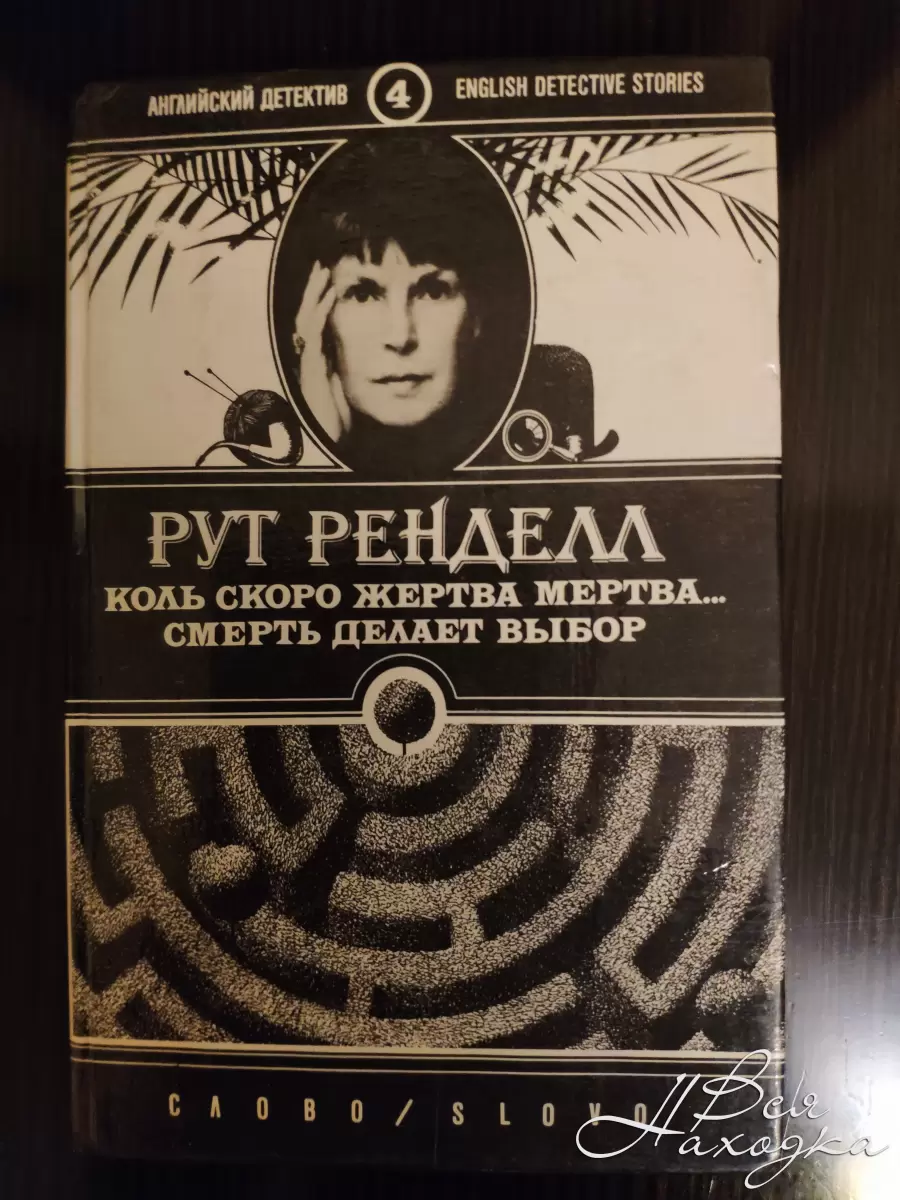 АНГЛИЙСКИЙ ДЕТЕКТИВ 4 ENGLISH DETECTIVE STORIES
РУТ РЕНДЕЛЛ
КОЛЬ СКОРО ЖЕРТВА МЕРТВА...
СМЕРТЬ ДЕЛАЕТ ВЫБОР
СЛОВО / SLOVO
Вся
Находка